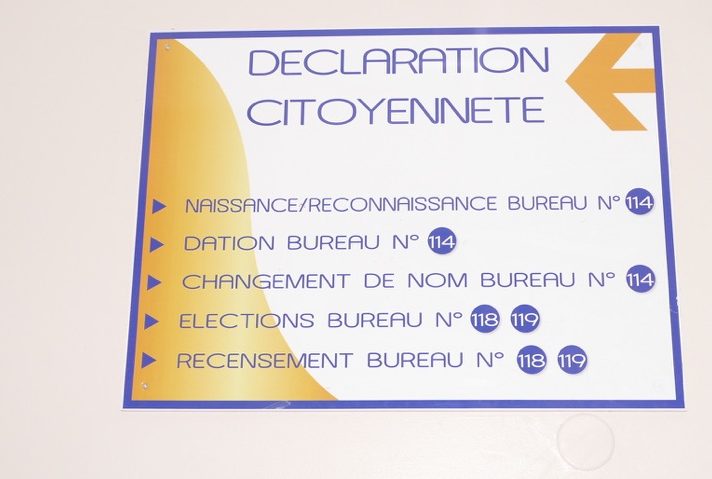 DECLARATION
CITOYENNETE
NAISSANCE/RECONNAISSANCE BUREAU N° 114
DATION BUREAU N° 114
CHANGEMENT DE NOM BUREAU N° 114
ELECTIONS BUREAU N° 118 119
RECENSEMENT BUREAU N° 118 119